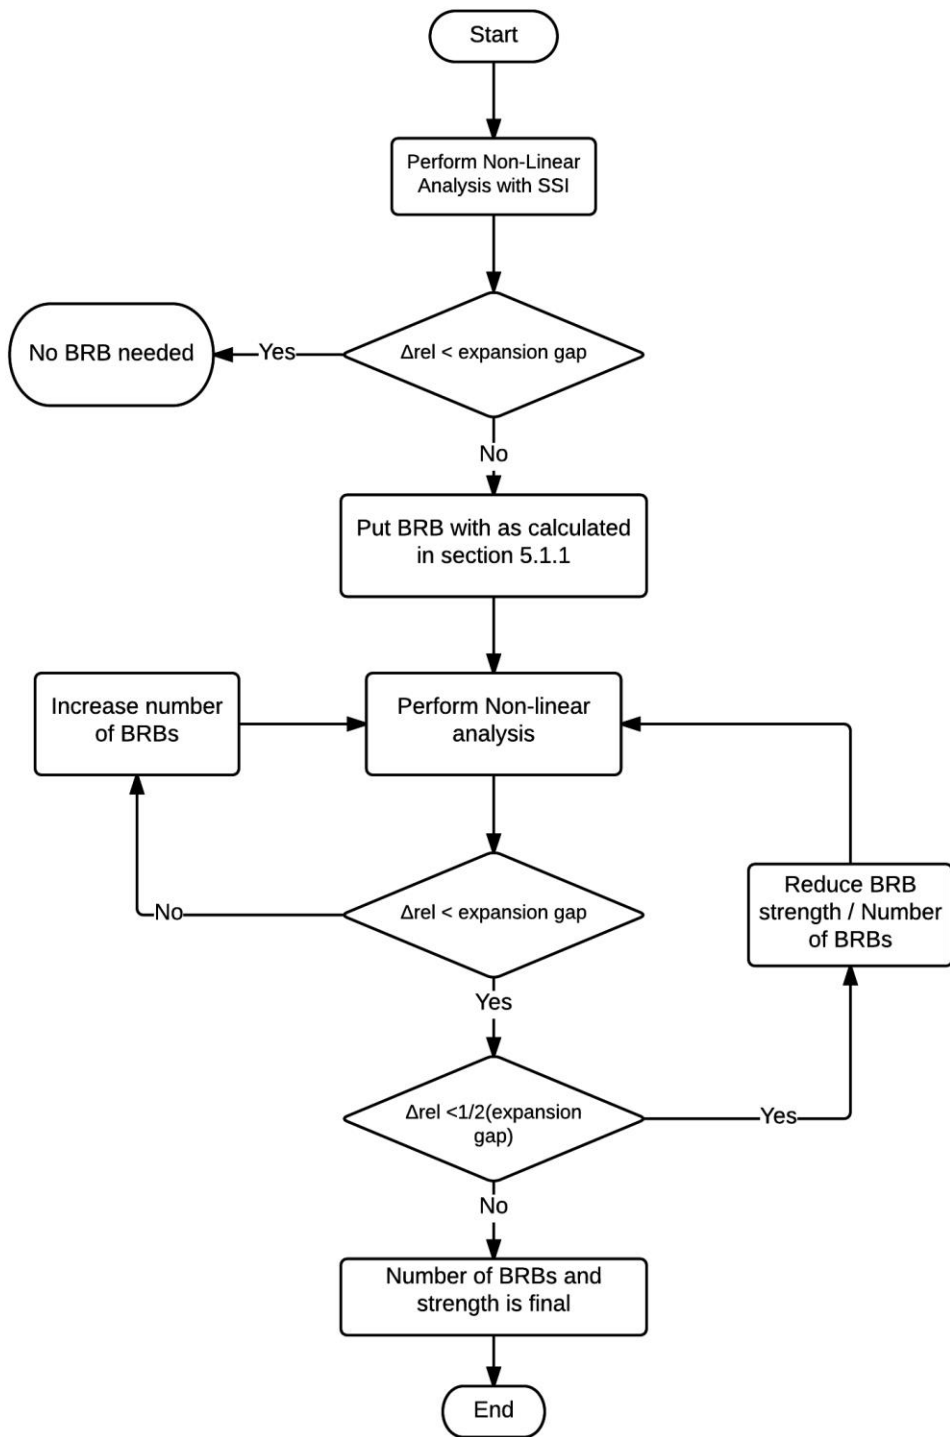 Start
Perform Non-Linear
Analysis with SSI
Δrel < expansion gap
Yes
No BRB needed
No
Put BRB with as calculated
in section 5.1.1
Increase number
of BRBs
Perform Non-linear
analysis
Δrel < expansion gap
No
Reduce BRB
strength / Number
of BRBs
Yes
Δrel <1/2(expansion
gap)
Yes
No
Number of BRBs and
strength is final
End